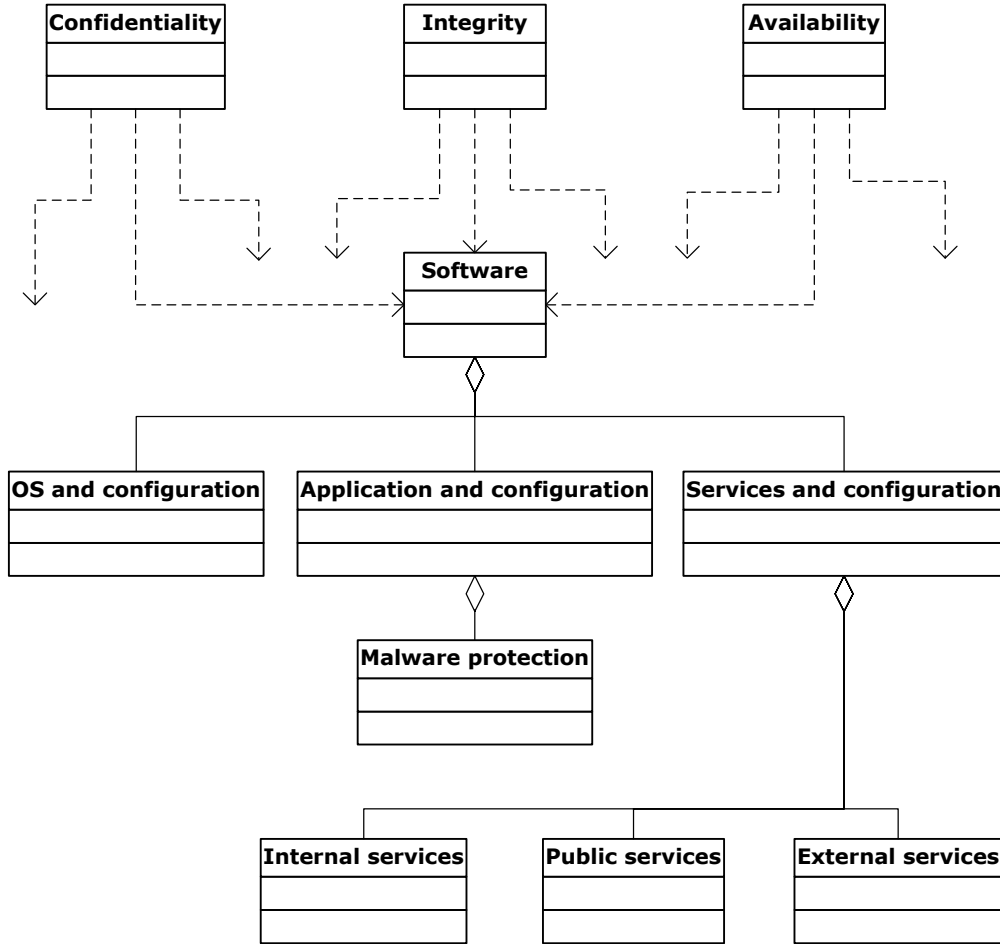 Confidentiality
Integrity
Availability
Software
OS and configuration
Application and configuration
Services and configuration
Malware protection
Internal services
Public services
External services